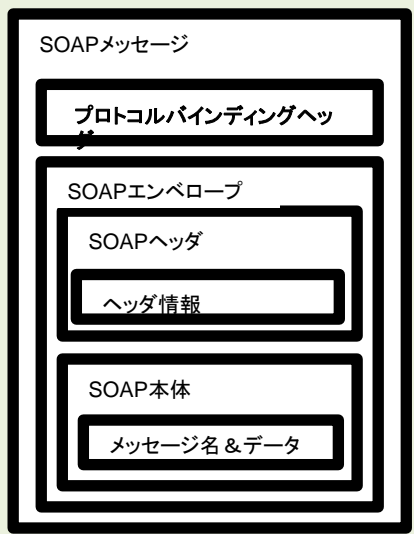 SOAPメッセージ
プロトコルバインディングヘッ
ダ
SOAPエンベロープ
SOAPヘッダ
ヘッダ情報
SOAP本体
メッセージ名＆データ